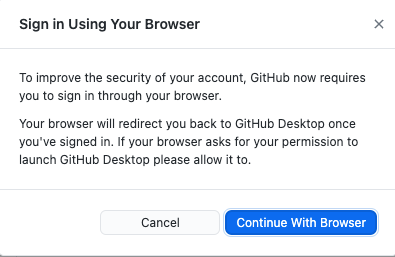 Sign in Using Your Browser
To improve the security of your account, GitHub now requires
you to sign in through your browser.
Your browser will redirect you back to GitHub Desktop once
you've signed in. If your browser asks for your permission to
launch GitHub Desktop please allow it to.
Cancel
Continue With Browser